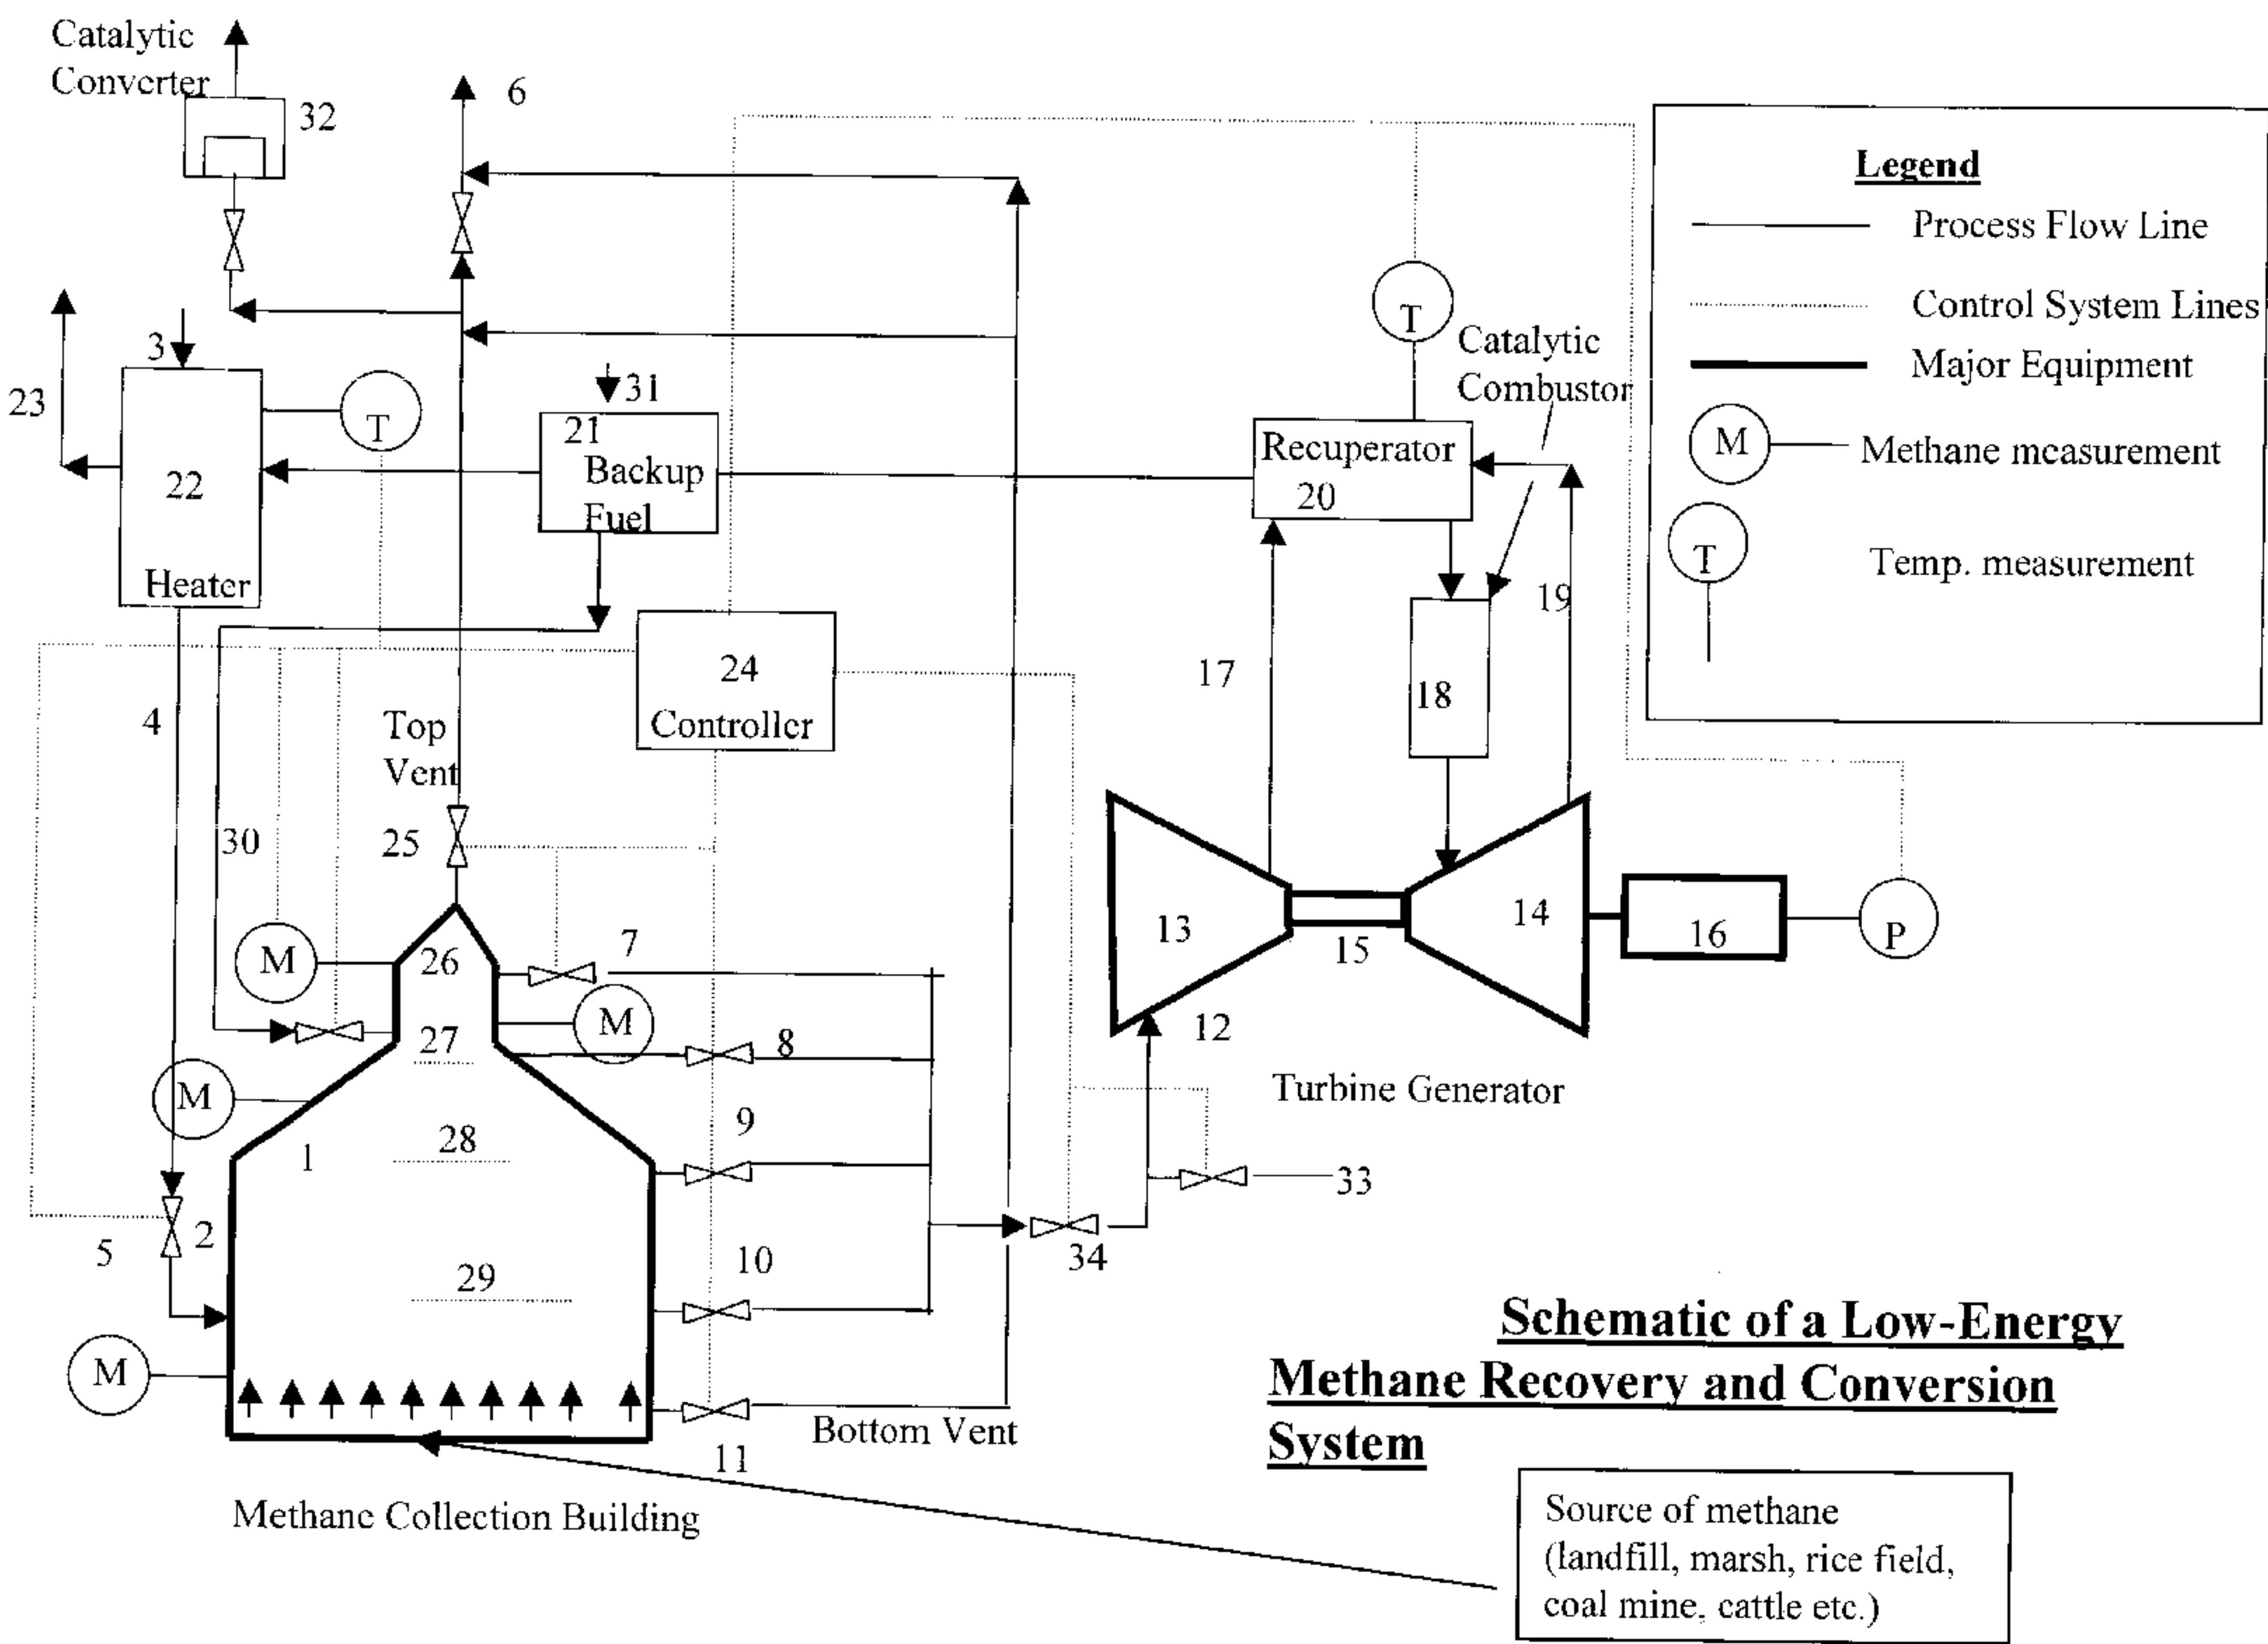 Catalytic
Converter
32
6
3
23
22
Heater
T
31
21
Backup
Fuel
4
30
Top
Vent
25
24
Controller
T
Catalytic
Combustor
Recuperator
20
17
18
19
Legend
Process Flow Line
Control System Lines
Major Equipment
M
Methane measurement
T
Temp. measurement
M
26
7
27
M
8
M
1
28
9
5
2
29
10
M
11
Bottom Vent
Methane Collection Building
13
15
14
16
P
12
Turbine Generator
33
34
Schematic of a Low-Energy
Methane Recovery and Conversion
System
Source of methane
(landfill, marsh, rice field,
coal mine, cattle etc.)